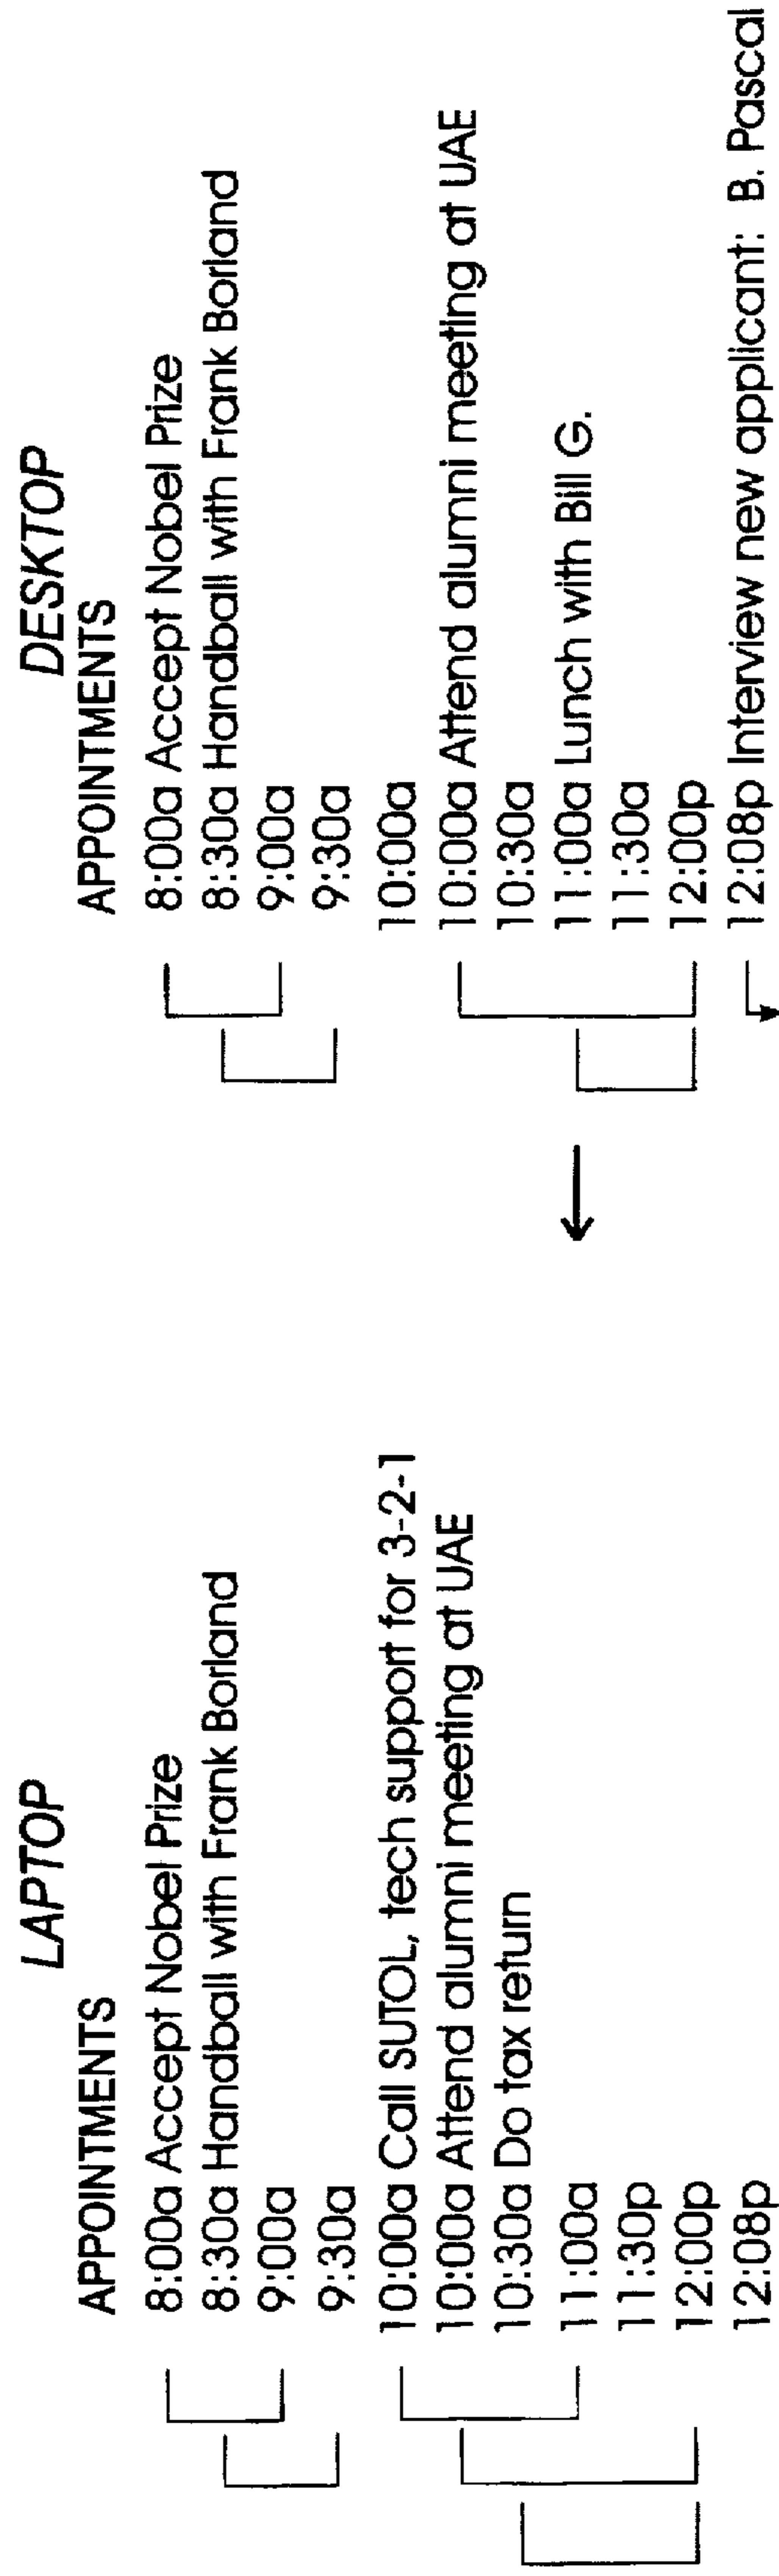 LAPTOP
APPOINTMENTS
8:00a Accept Nobel Prize
8:30a Handball with Frank Borland
9:00a
9:30a
10:00a Call SUTOL, tech support for 3-2-1
10:00a Attend alumni meeting at UAE
10:30a Do tax return
11:00a
11:30p
12:00p
12:08p
DESKTOP
APPOINTMENTS
8:00a Accept Nobel Prize
8:30a Handball with Frank Borland
9:00a
9:30a
10:00a
10:00a Attend alumni meeting at UAE
10:30a
11:00a Lunch with Bill G.
11:30a
12:00p
12:08p Interview new applicant: B. Pascal